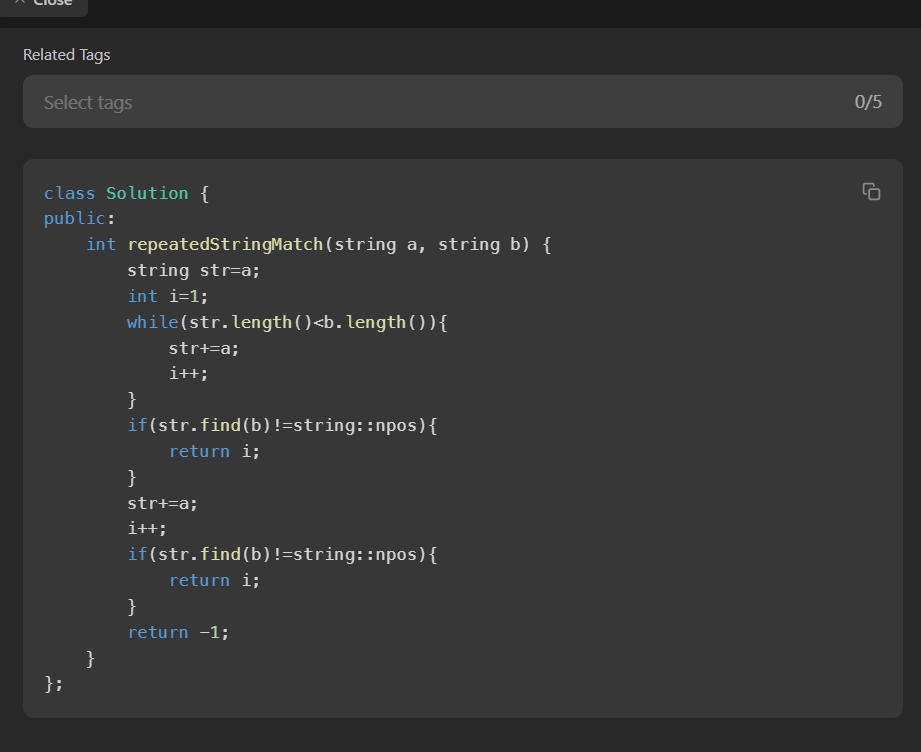 Close
Related Tags
Select tags 0/5
class Solution {
public:
    int repeatedStringMatch(string a, string b) {
        string str=a;
        int i=1;
        while(str.length()<b.length()){
            str+=a;
            i++;
        }
        if(str.find(b)!=string::npos){
            return i;
        }
        str+=a;
        i++;
        if(str.find(b)!=string::npos){
            return i;
        }
        return -1;
    }
};